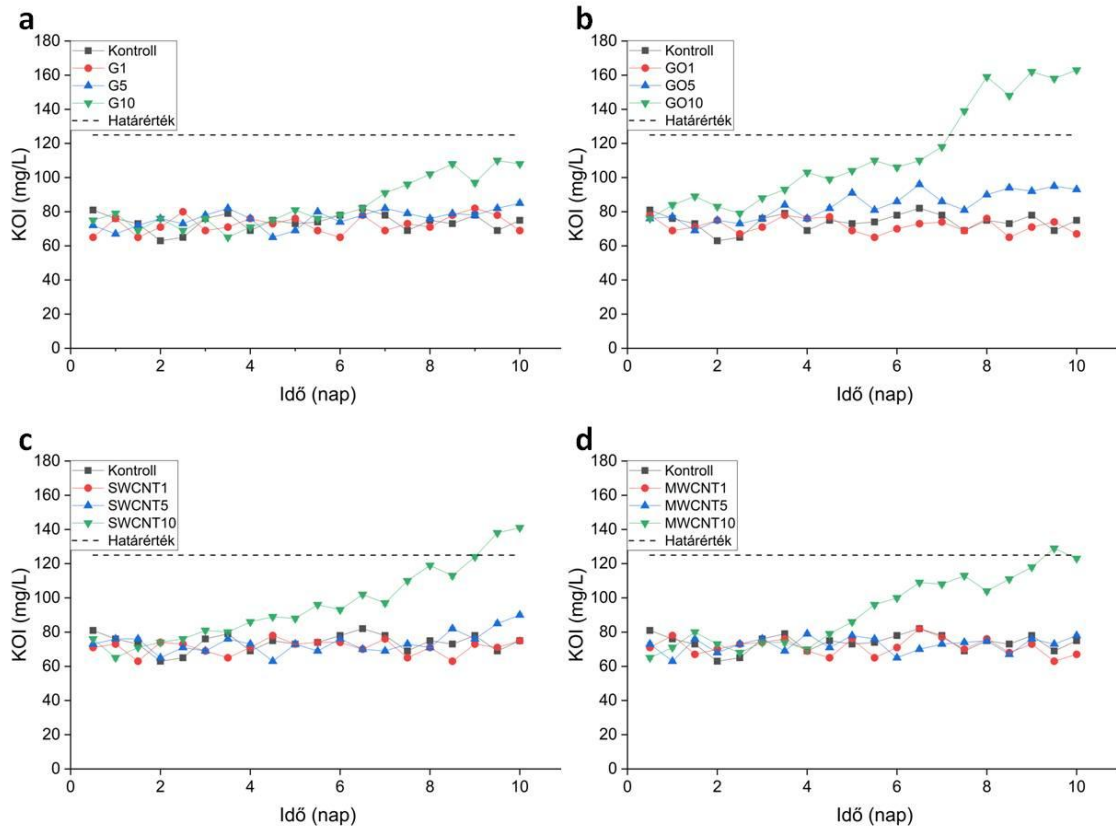 a
180
160
140
120
100
80
60
40
20
0
KOI (mg/L)
Kontroll
G1
G5
G10
Határérték
0 2 4 6 8 10
Idő (nap)
b
180
160
140
120
100
80
60
40
20
0
KOI (mg/L)
Kontroll
GO1
GO5
GO10
Határérték
0 2 4 6 8 10
Idő (nap)
c
180
160
140
120
100
80
60
40
20
0
KOI (mg/L)
Kontroll
SWCNT1
SWCNT5
SWCNT10
Határérték
0 2 4 6 8 10
Idő (nap)
d
180
160
140
120
100
80
60
40
20
0
KOI (mg/L)
Kontroll
MWCNT1
MWCNT5
MWCNT10
Határérték
0 2 4 6 8 10
Idő (nap)